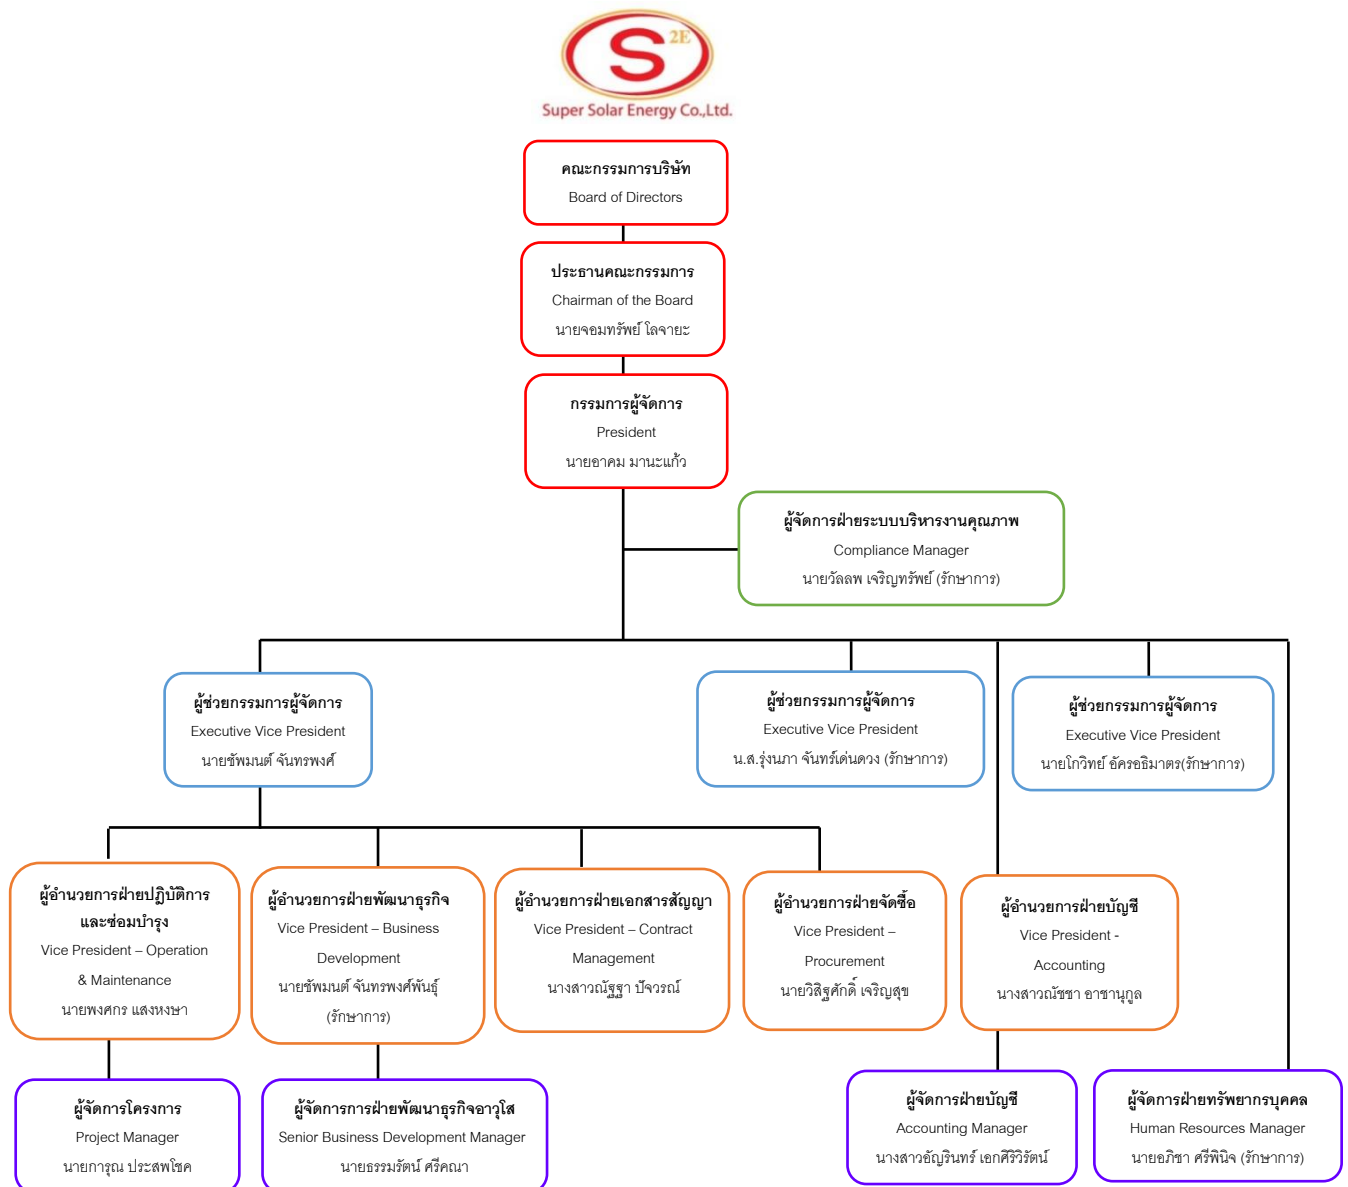 S 2E
Super Solar Energy Co.,Ltd.
คณะกรรมการบริษัท
Board of Directors
ประธานคณะกรรมการ
Chairman of the Board
นายจอมทรัพย์ โลจายะ
กรรมการผู้จัดการ
President
นายอาคม มานะแก้ว
ผู้จัดการฝ่ายระบบบริหารงานคุณภาพ
Compliance Manager
นายวัลลพ เจริญทรัพย์ (รักษาการ)
ผู้ช่วยกรรมการผู้จัดการ
Executive Vice President
นายชัพมนต์ จันทรพงศ์
ผู้ช่วยกรรมการผู้จัดการ
Executive Vice President
น.ส.รุ่งนภา จันทร์เด่นดวง (รักษาการ)
ผู้ช่วยกรรมการผู้จัดการ
Executive Vice President
นายโกวิทย์ อัครอธิมาตร(รักษาการ)
ผู้อำนวยการฝ่ายปฎิบัติการ
และซ่อมบำรุง
Vice President – Operation
& Maintenance
นายพงศกร แสงหงษา
ผู้อำนวยการฝ่ายพัฒนาธุรกิจ
Vice President – Business
Development
นายชัพมนต์ จันทรพงศ์พันธุ์
(รักษาการ)
ผู้อำนวยการฝ่ายเอกสารสัญญา
Vice President – Contract
Management
นางสาวณัฐฐา ปัจวรณ์
ผู้อำนวยการฝ่ายจัดซื้อ
Vice President –
Procurement
นายวิสิฐศักดิ์ เจริญสุข
ผู้อำนวยการฝ่ายบัญชี
Vice President -
Accounting
นางสาวณัชชา อาชานุกูล
ผู้จัดการโครงการ
Project Manager
นายการุณ ประสพโชค
ผู้จัดการการฝ่ายพัฒนาธุรกิจอาวุโส
Senior Business Development Manager
นายธรรมรัตน์ ศรีคณา
ผู้จัดการฝ่ายบัญชี
Accounting Manager
นางสาวอัญรินทร์ เอกศิริวิรัตน์
ผู้จัดการฝ่ายทรัพยากรบุคคล
Human Resources Manager
นายอภิชา ศรีพินิจ (รักษาการ)